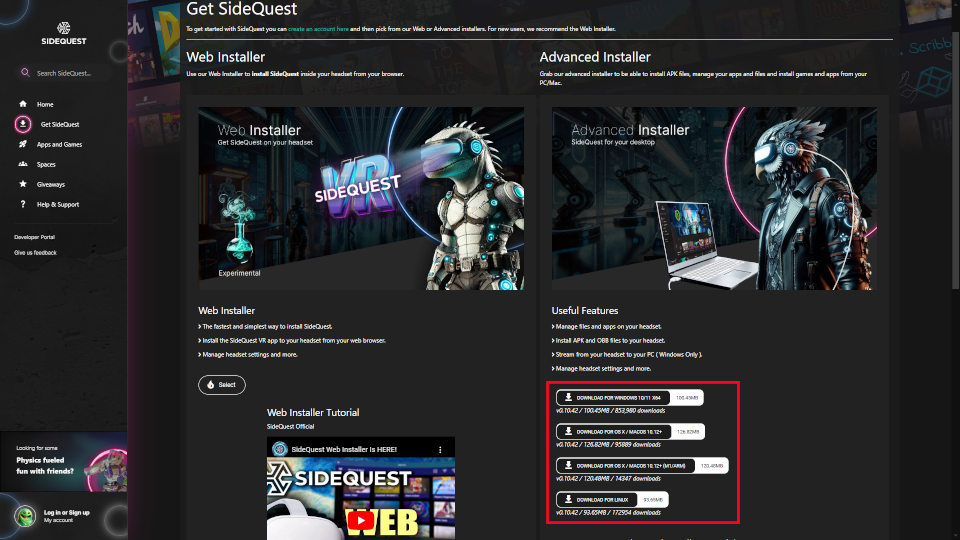 Get SideQuest
To get started with SideQuest you can create an account here and then pick from our Web or Advanced installers. For new users, we recommend the Web Installer.
SIDEQUEST
Search SideQuest...
Home
Get SideQuest
Apps and Games
Spaces
Giveaways
Help & Support
Developer Portal
Give us feedback
Looking for some
Physics fueled
fun with friends?
Log in or Sign up
My account
Web Installer
Use our Web Installer to Install SideQuest inside your headset from your browser.
Web Installer
Get SideQuest on your headset
SIDEQUEST
VR
Experimental
Web Installer
The fastest and simplest way to install SideQuest.
Install the SideQuest VR app to your headset from your web browser.
Manage headset settings and more.
Select
Web Installer Tutorial
SideQuest Official
SideQuest Web Installer Is HERE!
SIDEQUEST
WEB
Advanced Installer
Grab our advanced installer to be able to install APK files, manage your apps and files and install games and apps from your
PC/Mac.
Advanced Installer
SideQuest for your desktop
Useful Features
Manage files and apps on your headset.
Install APK and OBB files to your headset.
Stream from your headset to your PC ( Windows Only ).
Manage headset settings and more.
DOWNLOAD FOR WINDOWS 10/11 X64 100.45MB
v0.10.42 / 100.45MB / 853,980 downloads
DOWNLOAD FOR OS X / MACOS 10.12+ 126.82MB
v0.10.42 / 126.82MB / 95889 downloads
DOWNLOAD FOR OS X / MACOS 10.12+ (M1/ARM) 120.48MB
v0.10.42 / 120.48MB / 14347 downloads
DOWNLOAD FOR LINUX 93.65MB
v0.10.42 / 93.65MB / 172954 downloads